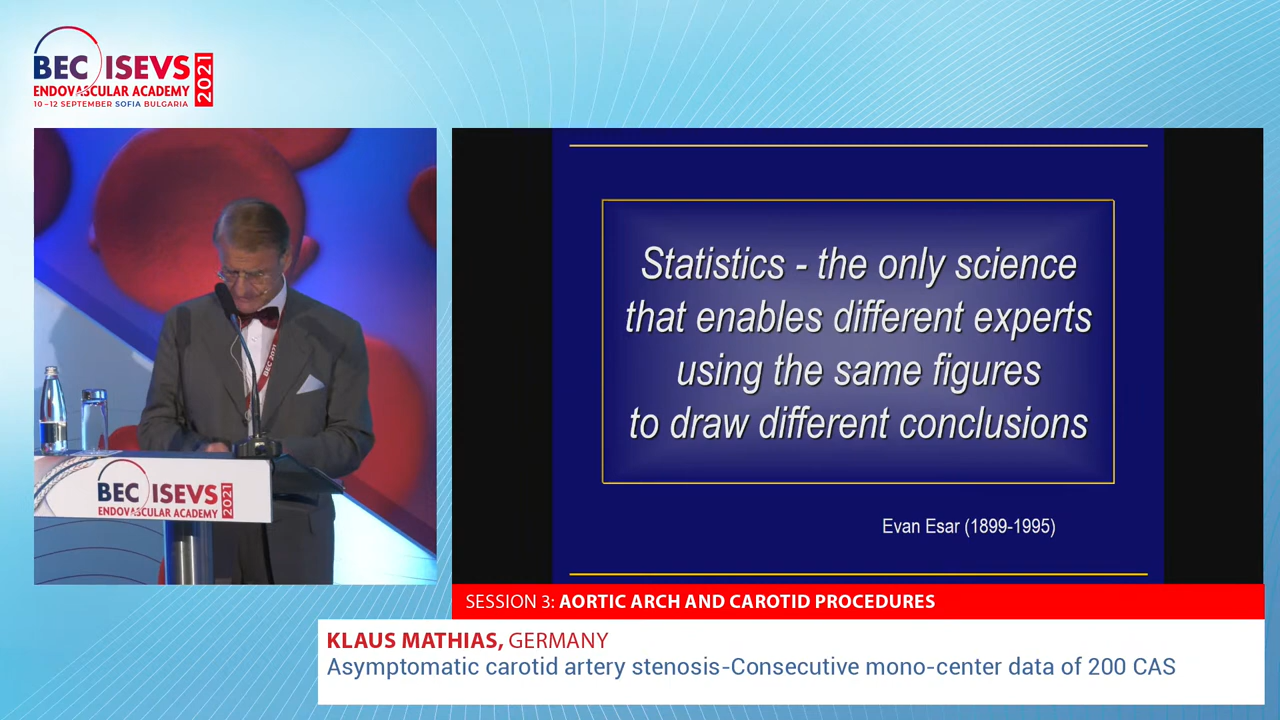 BEC ISEVS
ENDOVASCULAR ACADEMY
2021
10-12 SEPTEMBER SOFIA BULGARIA
BEC 2021
BEC ISEVS
ENDOVASCULAR ACADEMY
2021
Statistics - the only science
that enables different experts
using the same figures
to draw different conclusions
Evan Esar (1899-1995)
SESSION 3: AORTIC ARCH AND CAROTID PROCEDURES
KLAUS MATHIAS, GERMANY
Asymptomatic carotid artery stenosis-Consecutive mono-center data of 200 CAS